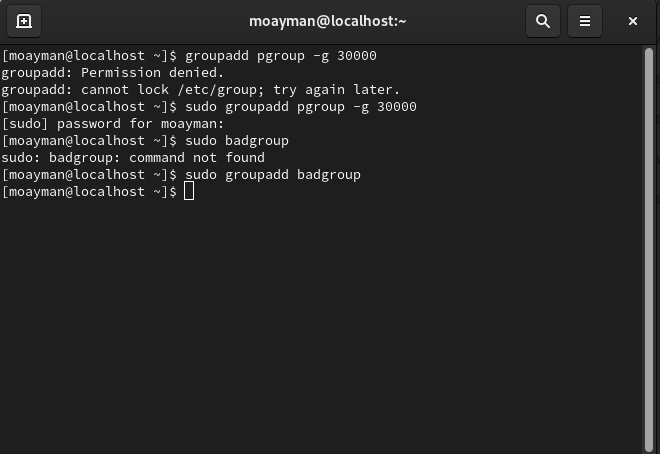 moayman@localhost:~
[moayman@localhost ~]$ groupadd pgroup -g 30000
groupadd: Permission denied.
groupadd: cannot lock /etc/group; try again later.
[moayman@localhost ~]$ sudo groupadd pgroup -g 30000
[sudo] password for moayman:
[moayman@localhost ~]$ sudo badgroup
sudo: badgroup: command not found
[moayman@localhost ~]$ sudo groupadd badgroup
[moayman@localhost ~]$